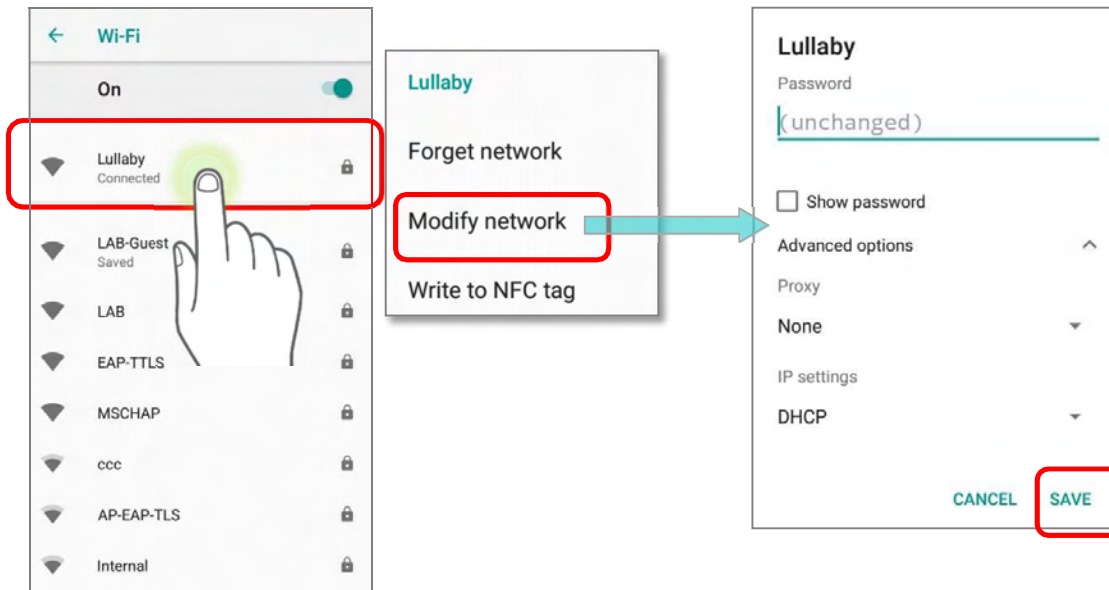 Wi-Fi
On
Lullaby
Connected
LAB-Guest
Saved
LAB
EAP-TTLS
MSCHAP
ccc
AP-EAP-TLS
Internal
Lullaby
Forget network
Modify network
Write to NFC tag
Lullaby
Password
(unchanged)
Show password
Advanced options
Proxy
None
IP settings
DHCP
CANCEL SAVE